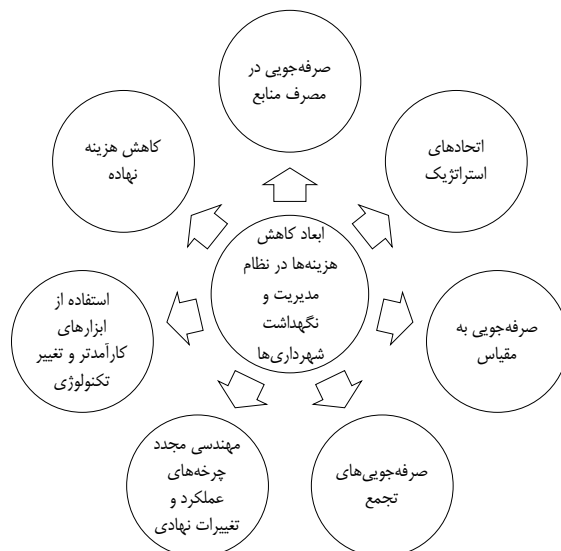 صرفه‌جویی در
مصرف منابع
اتحادهای
استراتژیک
صرفه‌جویی به
مقیاس
صرفه‌جویی‌های
تجمع
مهندسی مجدد
چرخه‌های
عملکرد و
تغییرات نهادی
استفاده از
ابزارهای
کارآمدتر و تغییر
تکنولوژی
کاهش هزینه
نهاده
ابعاد کاهش
هزینه‌ها در نظام
مدیریت و
نگهداشت
شهرداری‌ها